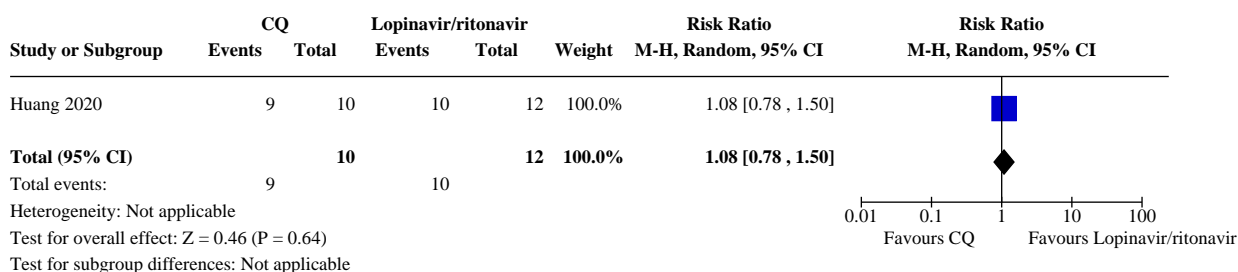 CQ Lopinavir/ritonavir Risk Ratio Risk Ratio
Study or Subgroup Events Total Events Total Weight M-H, Random, 95% CI M-H, Random, 95% CI
Huang 2020 9 10 10 12 100.0% 1.08 [0.78 , 1.50]
Total (95% CI) 10 12 100.0% 1.08 [0.78 , 1.50]
Total events: 9 10
Heterogeneity: Not applicable
0.01 0.1 1 10 100
Test for overall effect: Z = 0.46 (P = 0.64) Favours CQ Favours Lopinavir/ritonavir
Test for subgroup differences: Not applicable